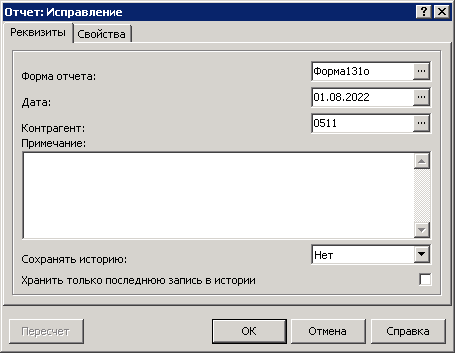 Отчет: Исправление
Реквизиты Свойства
Форма отчета: Форма131о ...
Дата: 01.08.2022 ...
Контрагент: 0511 ...
Примечание:
Сохранять историю: Нет
Хранить только последнюю запись в истории
Пересчет OK Отмена Справка